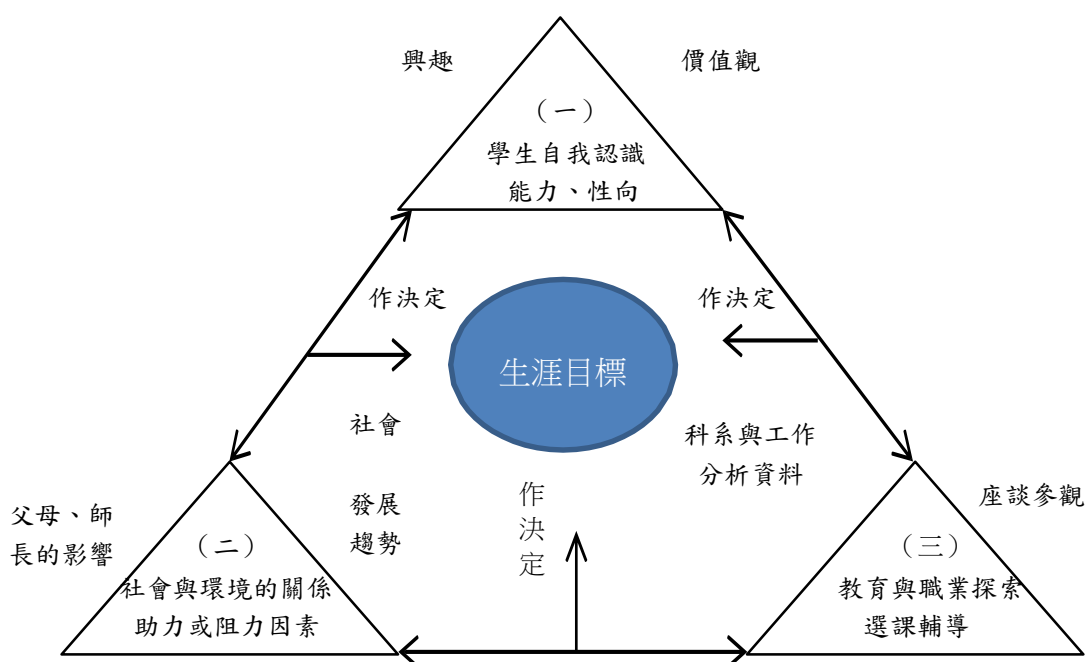 興趣
價值觀
（一）
學生自我認識
能力、性向
作決定
作決定
生涯目標
社會
發展
趨勢
科系與工作
分析資料
作決定
父母、師
長的影響
（二）
社會與環境的關係
助力或阻力因素
座談參觀
（三）
教育與職業探索
選課輔導